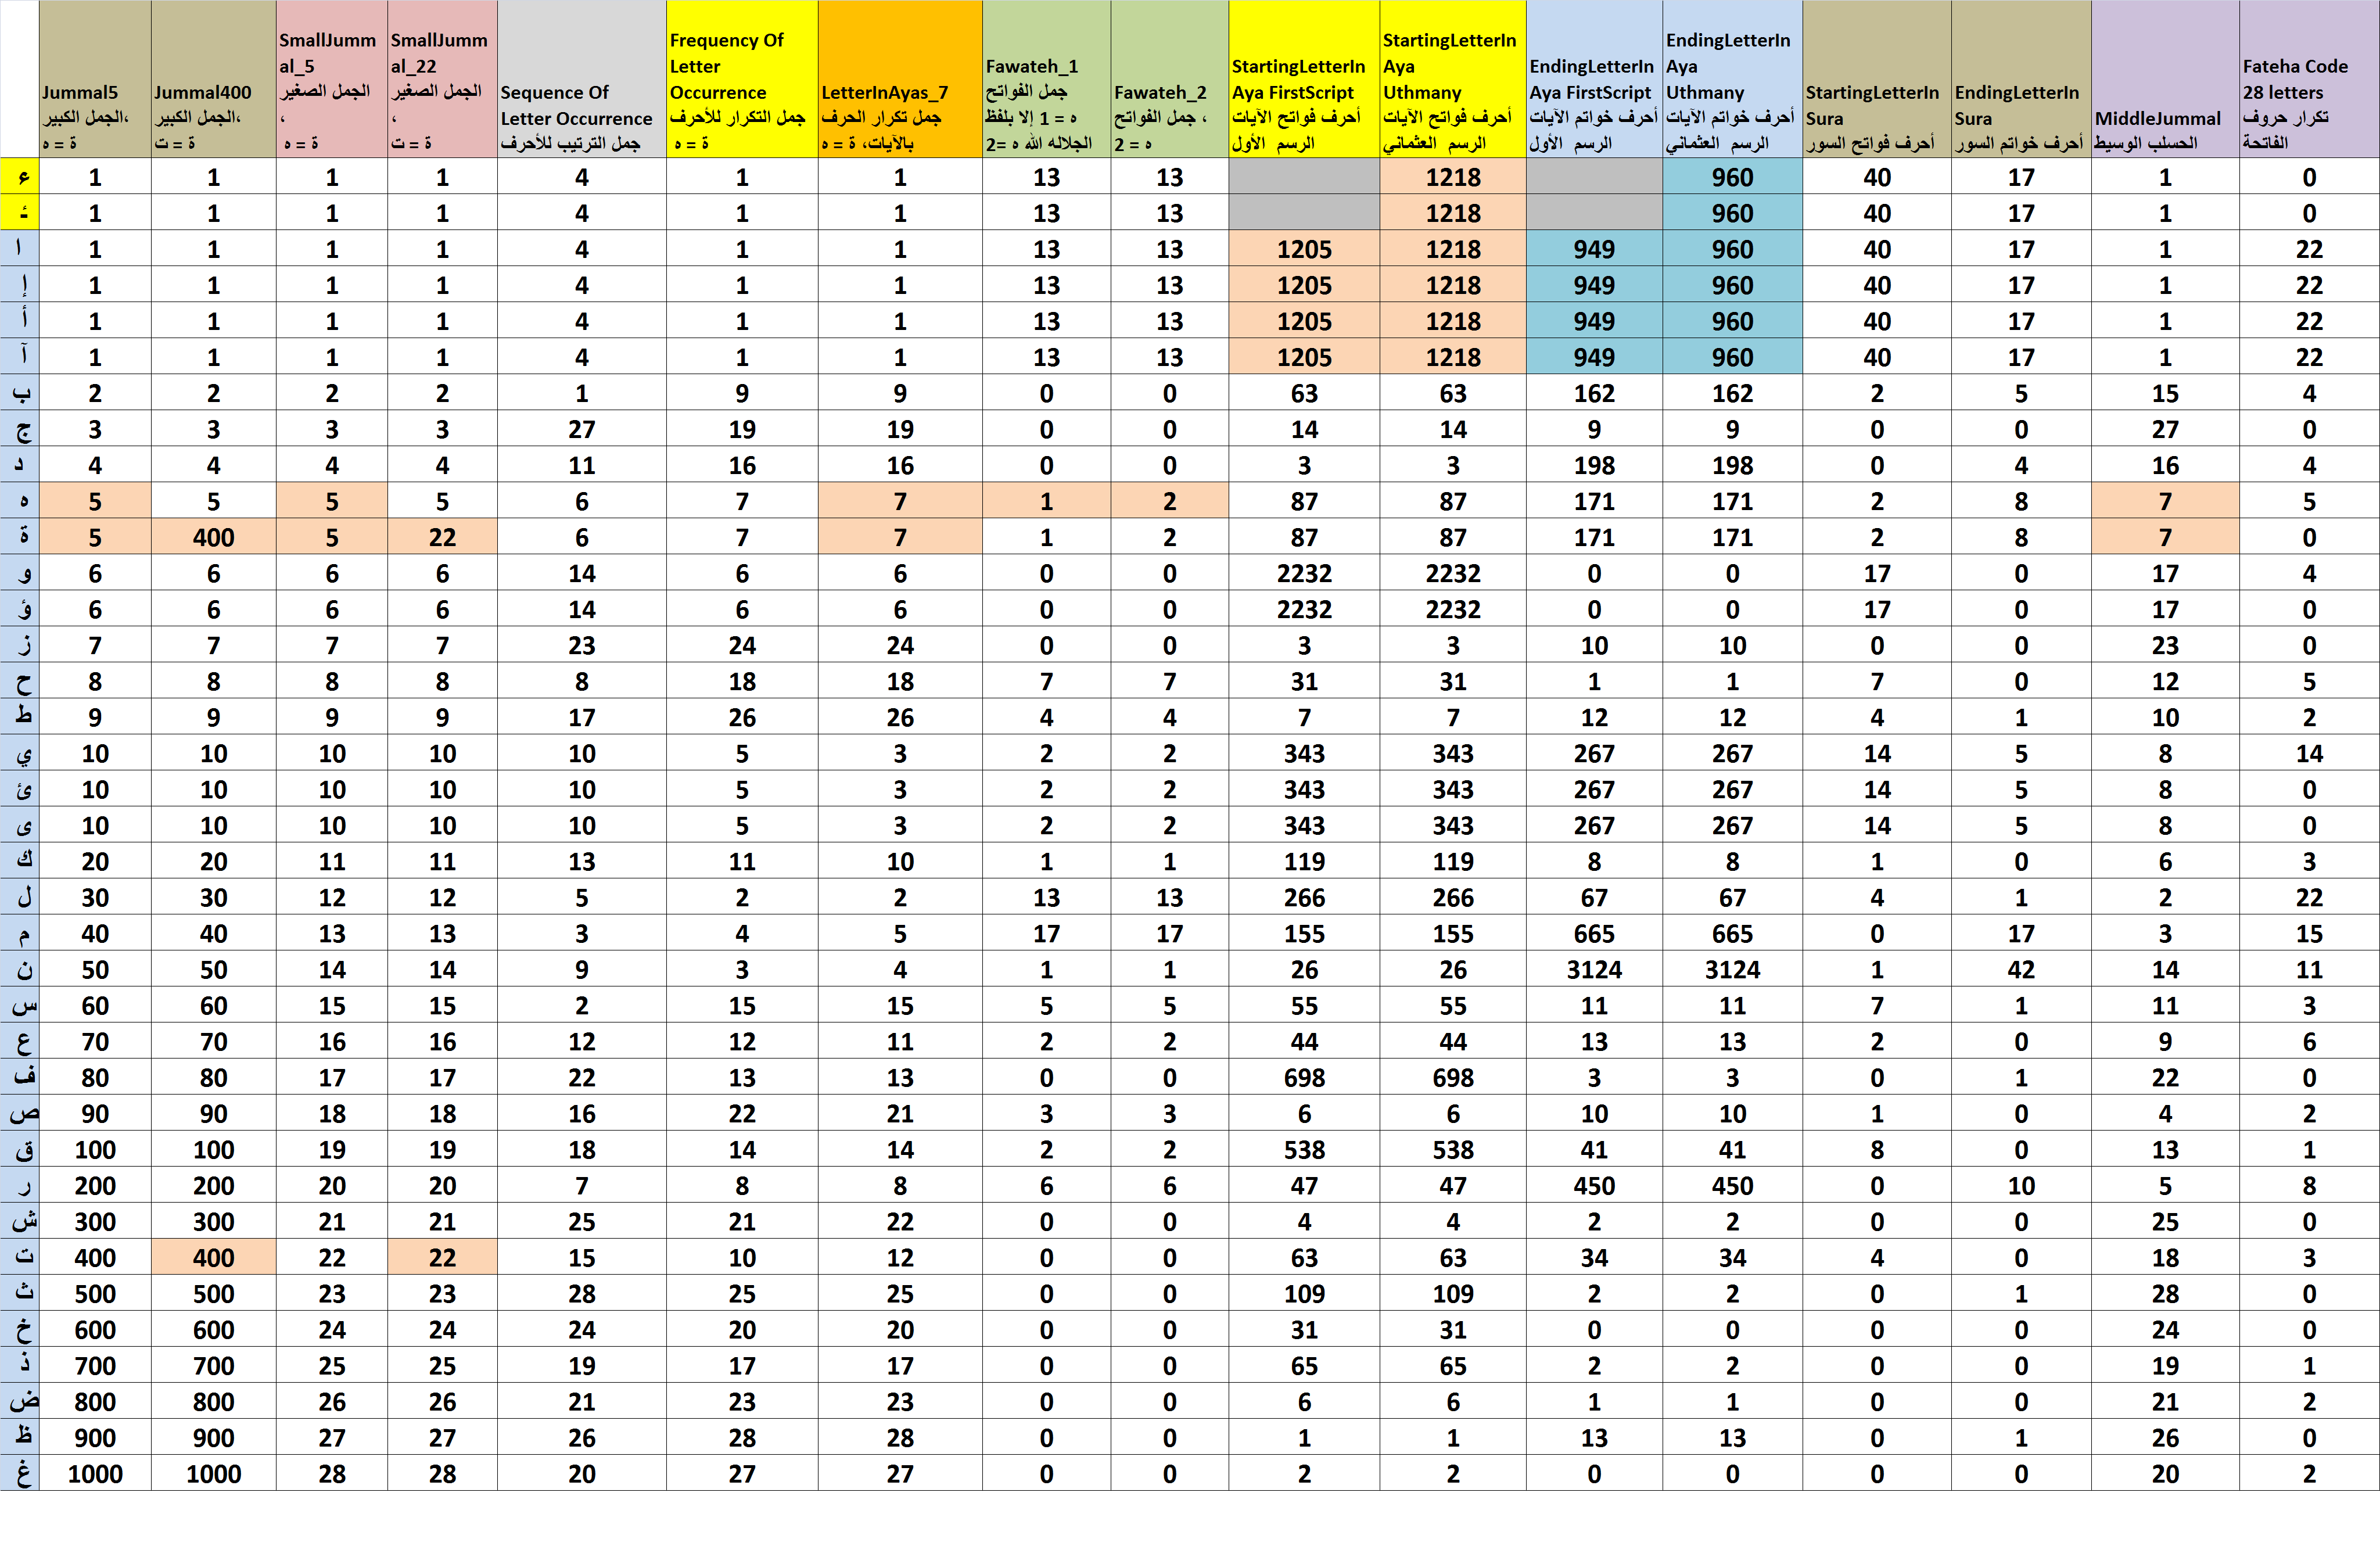 Jummal5 الجمل الكبير، ة = ه | Jummal400 الجمل الكبير، ة = ت | SmallJummal_5 الجمل الصغير ، ة = ه | SmallJummal_22 الجمل الصغير ، ة = ت | Sequence Of Letter Occurrence جمل الترتيب للأحرف | Frequency Of Letter Occurrence جمل التكرار للأحرف ة = ه | LetterInAyas_7 جمل تكرار الحرف بالآيات، ة = ه | Fawateh_1 جمل الفواتح ه = 1 إلا بلفظ الجلاله الله ه =2 | Fawateh_2 ، جمل الفواتح ه = 2 | StartingLetterInAya FirstScript أحرف فواتح الآيات الرسم الأول | StartingLetterInAya Uthmany أحرف فواتح الآيات الرسم العثماني | EndingLetterInAya FirstScript أحرف خواتم الآيات الرسم الأول | EndingLetterInAya Uthmany أحرف خواتم الآيات الرسم العثماني | StartingLetterInSura أحرف فواتح السور | EndingLetterInSura أحرف خواتم السور | MiddleJummal الحسلب الوسيط | Fateha Code 28 letters تكرار حروف الفاتحة
ء 1 1 1 1 4 1 1 13 13 1218 960 40 17 1 0
ـٔ 1 1 1 1 4 1 1 13 13 1218 960 40 17 1 0
ا 1 1 1 1 4 1 1 13 13 1205 1218 949 960 40 17 1 22
إ 1 1 1 1 4 1 1 13 13 1205 1218 949 960 40 17 1 22
أ 1 1 1 1 4 1 1 13 13 1205 1218 949 960 40 17 1 22
آ 1 1 1 1 4 1 1 13 13 1205 1218 949 960 40 17 1 22
ب 2 2 2 2 1 9 9 0 0 63 63 162 162 2 5 15 4
ج 3 3 3 3 27 19 19 0 0 14 14 9 9 0 0 27 0
د 4 4 4 4 11 16 16 0 0 3 3 198 198 0 4 16 4
ه 5 5 5 5 6 7 7 1 2 87 87 171 171 2 8 7 5
ة 5 400 5 22 6 7 7 1 2 87 87 171 171 2 8 7 0
و 6 6 6 6 14 6 6 0 0 2232 2232 0 0 17 0 17 4
ؤ 6 6 6 6 14 6 6 0 0 2232 2232 0 0 17 0 17 0
ز 7 7 7 7 23 24 24 0 0 3 3 10 10 0 0 23 0
ح 8 8 8 8 8 18 18 7 7 31 31 1 1 7 0 12 5
ط 9 9 9 9 17 26 26 4 4 7 7 12 12 4 1 10 2
ي 10 10 10 10 10 5 3 2 2 343 343 267 267 14 5 8 14
ئ 10 10 10 10 10 5 3 2 2 343 343 267 267 14 5 8 0
ى 10 10 10 10 10 5 3 2 2 343 343 267 267 14 5 8 0
ك 20 20 11 11 13 11 10 1 1 119 119 8 8 1 0 6 3
ل 30 30 12 12 5 2 2 13 13 266 266 67 67 4 1 2 22
م 40 40 13 13 3 4 5 17 17 155 155 665 665 0 17 3 15
ن 50 50 14 14 9 3 4 1 1 26 26 3124 3124 1 42 14 11
س 60 60 15 15 2 15 15 5 5 55 55 11 11 7 1 11 3
ع 70 70 16 16 12 12 11 2 2 44 44 13 13 2 0 9 6
ف 80 80 17 17 22 13 13 0 0 698 698 3 3 0 1 22 0
ص 90 90 18 18 16 22 21 3 3 6 6 10 10 1 0 4 2
ق 100 100 19 19 18 14 14 2 2 538 538 41 41 8 0 13 1
ر 200 200 20 20 7 8 8 6 6 47 47 450 450 0 10 5 8
ش 300 300 21 21 25 21 22 0 0 4 4 2 2 0 0 25 0
ت 400 400 22 22 15 10 12 0 0 63 63 34 34 4 0 18 3
ث 500 500 23 23 28 25 25 0 0 109 109 2 2 0 1 28 0
خ 600 600 24 24 24 20 20 0 0 31 31 0 0 0 0 24 0
ذ 700 700 25 25 19 17 17 0 0 65 65 2 2 0 0 19 1
ض 800 800 26 26 21 23 23 0 0 6 6 1 1 0 0 21 2
ظ 900 900 27 27 26 28 28 0 0 1 1 13 13 0 1 26 0
غ 1000 1000 28 28 20 27 27 0 0 2 2 0 0 0 0 20 2